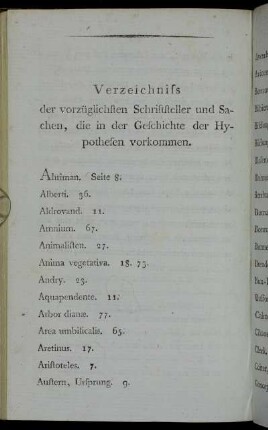 Verzeichniſs
der vorzüglichſten Schriftſteller und Sa-
chen, die in der Geſchichte der Hy-
potheſen vorkommen.
Ahriman. Seite 8.
Alberti. 36.
Aldrovand. 11.
Amnium. 67.
Animaliſten. 27.
Anima vegetativa. 18. 73.
Andry. 23.
Aquapendente. 11.
Arbor dianæ. 77.
Area umbilicalis. 65.
Aretinus. 17.
Ariſtoteles. 7.
Auſtern, Urſprung. 9.